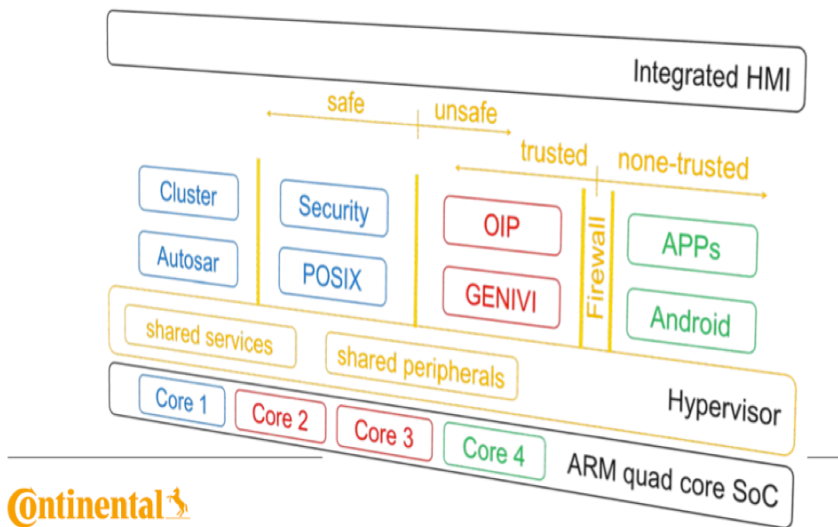 Integrated HMI
safe
unsafe
trusted
none-trusted
Cluster
Security
OIP
APPs
Autosar
POSIX
GENIVI
Firewall
Android
shared services
shared peripherals
Hypervisor
Core 1
Core 2
Core 3
Core 4
ARM quad core SoC
Continental